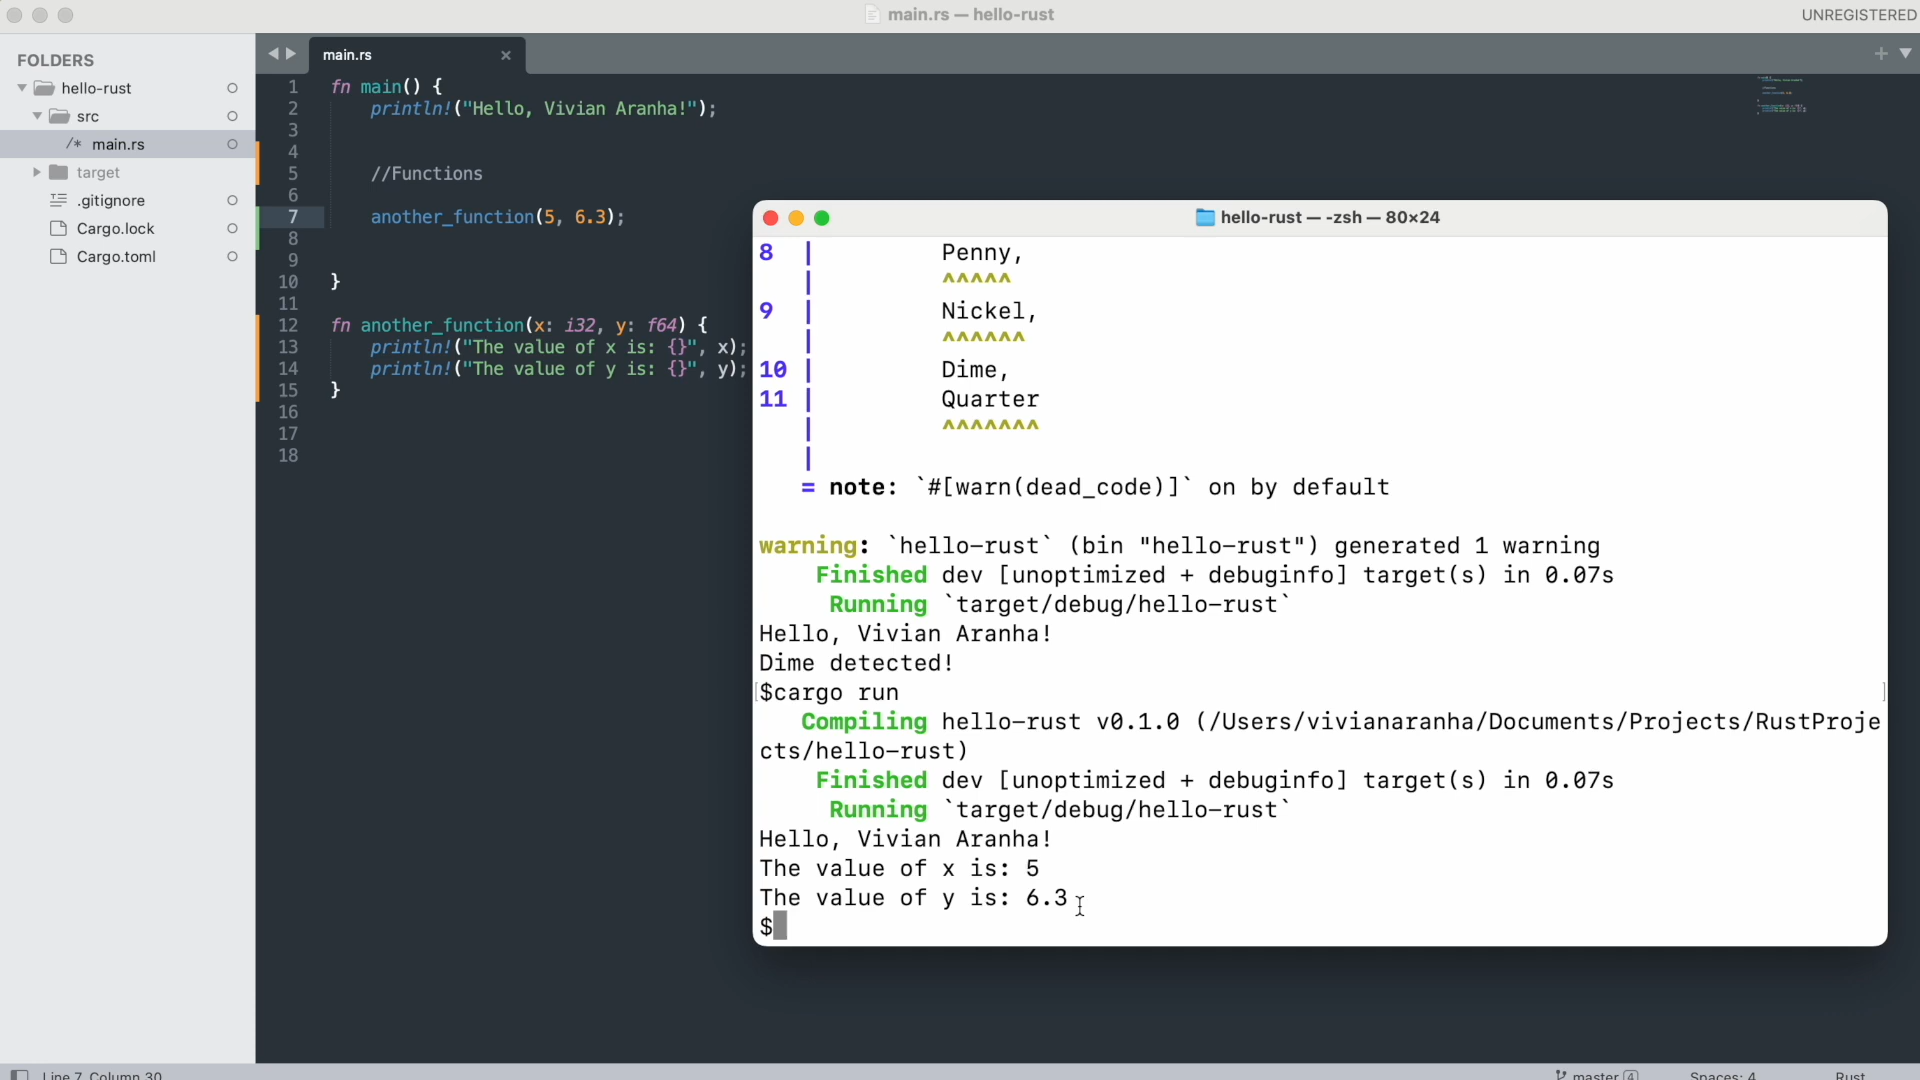 main.rs — hello-rust
UNREGISTERED
FOLDERS
hello-rust
src
/* main.rs
target
.gitignore
Cargo.lock
Cargo.toml
main.rs
1 fn main() {
2 println!("Hello, Vivian Aranha!");
3
4
5 //Functions
6
7 another_function(5, 6.3);
8
9
10 }
11
12 fn another_function(x: i32, y: f64) {
13 println!("The value of x is: {}", x);
14 println!("The value of y is: {}", y);
15 }
16
17
18
hello-rust — -zsh — 80×24
8 | Penny,
| ^^^^^
9 | Nickel,
| ^^^^^^
10 | Dime,
11 | Quarter
| ^^^^^^^
|
= note: `#[warn(dead_code)]` on by default
warning: `hello-rust` (bin "hello-rust") generated 1 warning
Finished dev [unoptimized + debuginfo] target(s) in 0.07s
Running `target/debug/hello-rust`
Hello, Vivian Aranha!
Dime detected!
[$cargo run ]
Compiling hello-rust v0.1.0 (/Users/vivianaranha/Documents/Projects/RustProje
cts/hello-rust)
Finished dev [unoptimized + debuginfo] target(s) in 0.07s
Running `target/debug/hello-rust`
Hello, Vivian Aranha!
The value of x is: 5
The value of y is: 6.3
$
Line 7, Column 30
master 4
Spaces: 4
Rust